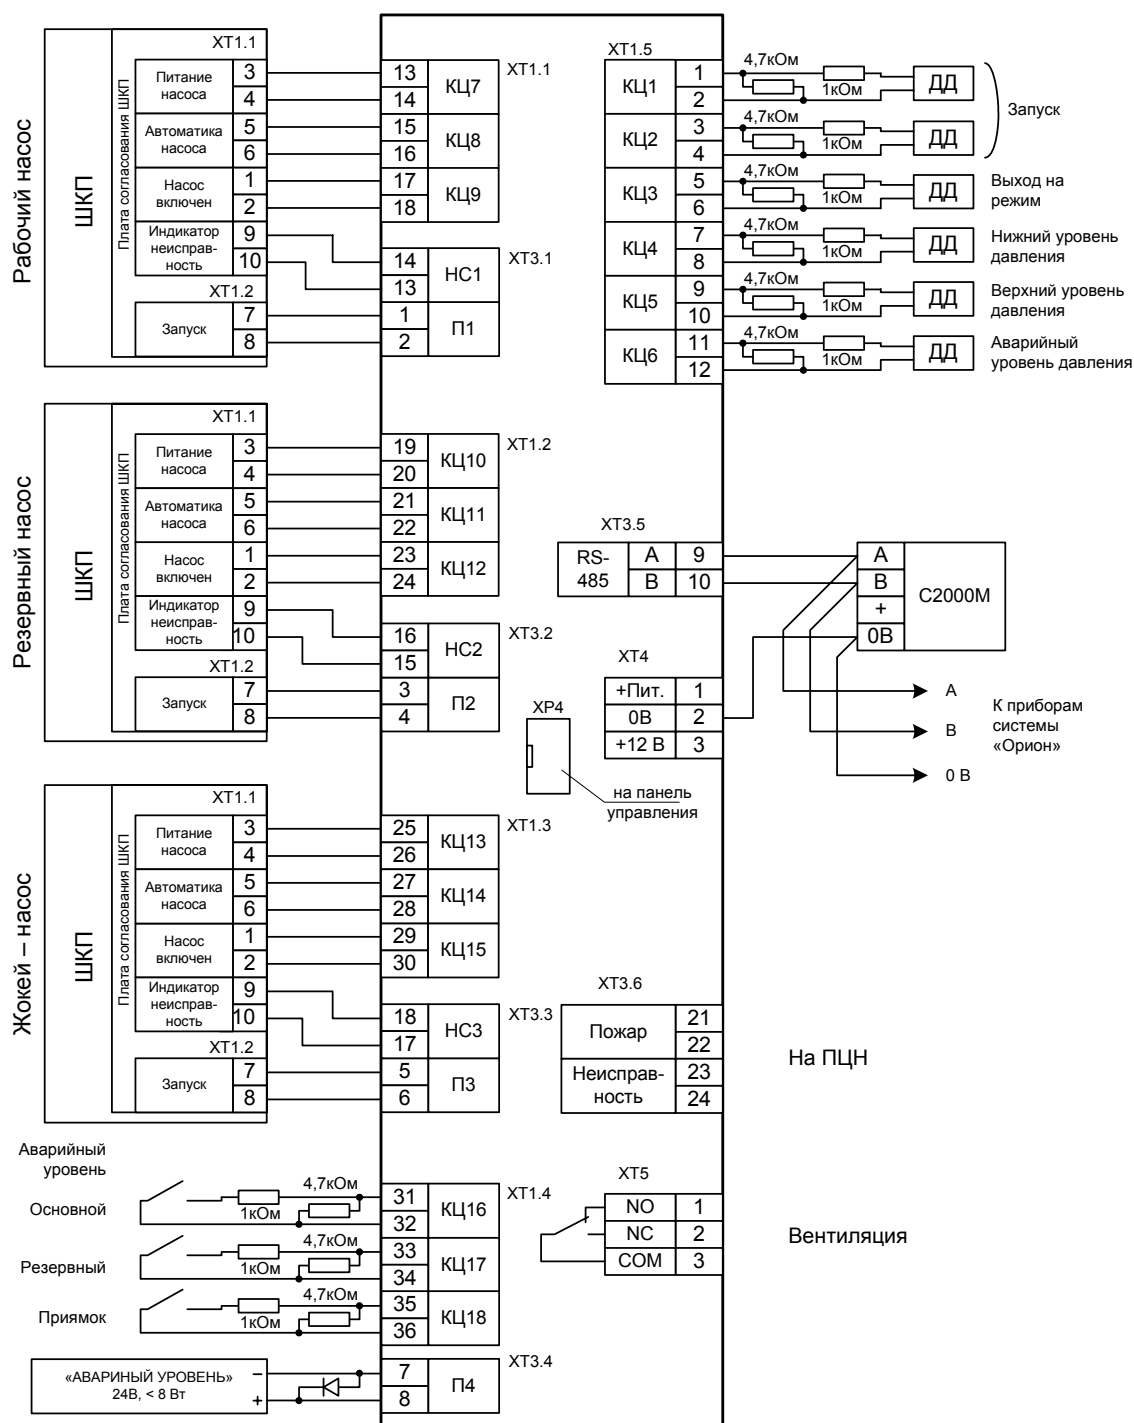 Рабочий насос
ШКП
Плата согласования ШКП
XT1.1
Питание
насоса
3
4
Автоматика
насоса
5
6
Насос
включен
1
2
Индикатор
неисправ-
ность
9
10
XT1.2
Запуск
7
8
13
14
КЦ7
XT1.1
15
16
КЦ8
17
18
КЦ9
14
13
НС1
XT3.1
1
2
П1
XT1.5
КЦ1
1
2
4,7кОм
1кОм
ДД
КЦ2
3
4
4,7кОм
1кОм
ДД
Запуск
КЦ3
5
6
4,7кОм
1кОм
ДД
Выход на
режим
КЦ4
7
8
4,7кОм
1кОм
ДД
Нижний уровень
давления
КЦ5
9
10
4,7кОм
1кОм
ДД
Верхний уровень
давления
КЦ6
11
12
4,7кОм
1кОм
ДД
Аварийный
уровень давления
Резервный насос
ШКП
Плата согласования ШКП
XT1.1
Питание
насоса
3
4
Автоматика
насоса
5
6
Насос
включен
1
2
Индикатор
неисправ-
ность
9
10
XT1.2
Запуск
7
8
19
20
КЦ10
XT1.2
21
22
КЦ11
23
24
КЦ12
16
15
НС2
XT3.2
3
4
П2
XT3.5
RS-
485
A
B
9
10
A
B
+
0В
С2000М
XT4
+Пит.
1
0В
2
+12 В
3
XP4
на панель
управления
А
В
0 В
К приборам
системы
«Орион»
Жокей – насос
ШКП
Плата согласования ШКП
XT1.1
Питание
насоса
3
4
Автоматика
насоса
5
6
Насос
включен
1
2
Индикатор
неисправ-
ность
9
10
XT1.2
Запуск
7
8
25
26
КЦ13
XT1.3
27
28
КЦ14
29
30
КЦ15
18
17
НС3
XT3.3
5
6
П3
XT3.6
Пожар
21
22
Неисправ-
ность
23
24
На ПЦН
Аварийный
уровень
Основной
1кОм
4,7кОм
31
32
КЦ16
XT1.4
Резервный
1кОм
4,7кОм
33
34
КЦ17
Приямок
1кОм
4,7кОм
35
36
КЦ18
«АВАРИНЫЙ УРОВЕНЬ»
24В, < 8 Вт
–
+
7
8
П4
XT3.4
XT5
NO
1
NC
2
COM
3
Вентиляция